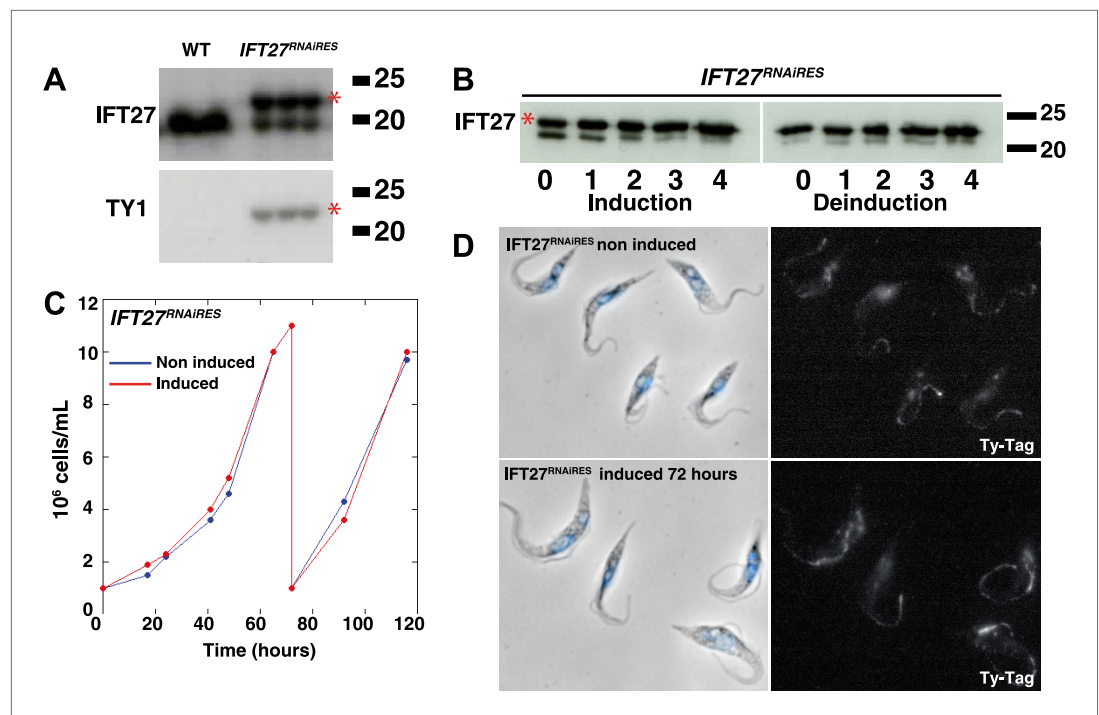 A
WT IFT27RNAiRES
IFT27
25
*
20
TY1
25
*
20
B
IFT27RNAiRES
IFT27 *
25
20
0 1 2 3 4 0 1 2 3 4
Induction Deinduction
C
IFT27RNAiRES
Non induced
Induced
12
10
8
6
4
2
0
0 20 40 60 80 100 120
10⁶ cells/mL
Time (hours)
D
IFT27RNAiRES non induced
Ty-Tag
IFT27RNAiRES induced 72 hours
Ty-Tag